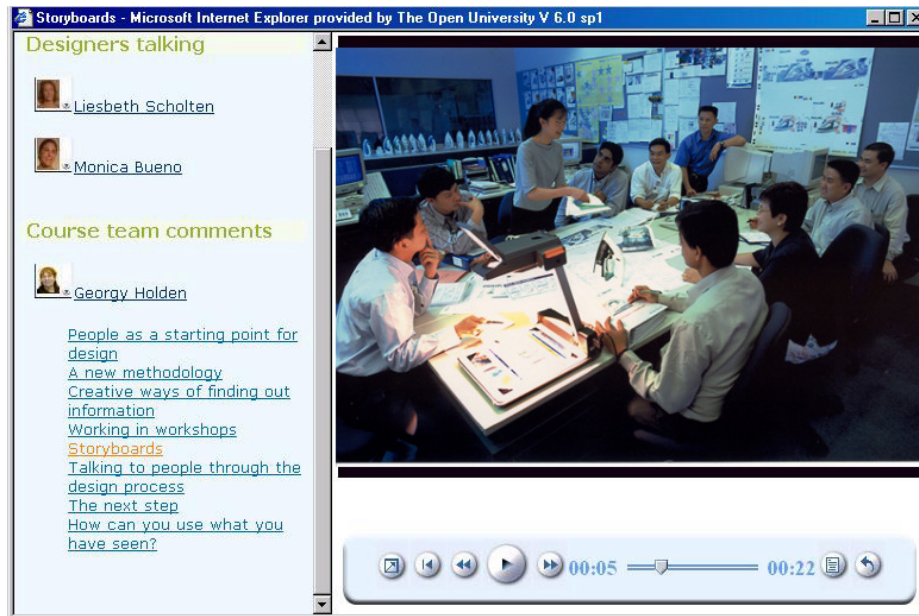 Storyboards - Microsoft Internet Explorer provided by The Open University V 6.0 sp1
Designers talking
Liesbeth Scholten
Monica Bueno
Course team comments
Georgy Holden
People as a starting point for
design
A new methodology
Creative ways of finding out
information
Working in workshops
Storyboards
Talking to people through the
design process
The next step
How can you use what you
have seen?
00:05
00:22